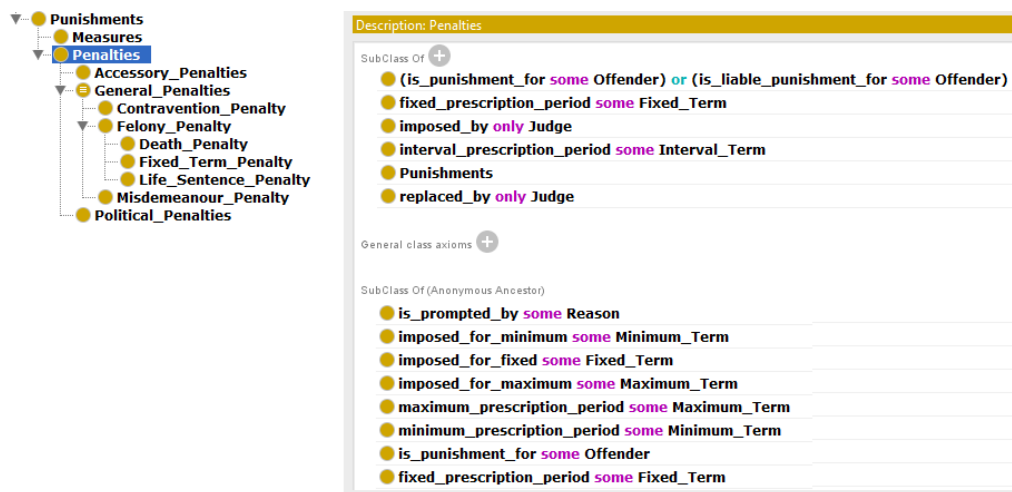 Punishments
Measures
Penalties
Accessory_Penalties
General_Penalties
Contravention_Penalty
Felony_Penalty
Death_Penalty
Fixed_Term_Penalty
Life_Sentence_Penalty
Misdemeanour_Penalty
Political_Penalties
Description: Penalties
SubClass Of
(is_punishment_for some Offender) or (is_liable_punishment_for some Offender)
fixed_prescription_period some Fixed_Term
imposed_by only Judge
interval_prescription_period some Interval_Term
Punishments
replaced_by only Judge
General class axioms
SubClass Of (Anonymous Ancestor)
is_prompted_by some Reason
imposed_for_minimum some Minimum_Term
imposed_for_fixed some Fixed_Term
imposed_for_maximum some Maximum_Term
maximum_prescription_period some Maximum_Term
minimum_prescription_period some Minimum_Term
is_punishment_for some Offender
fixed_prescription_period some Fixed_Term